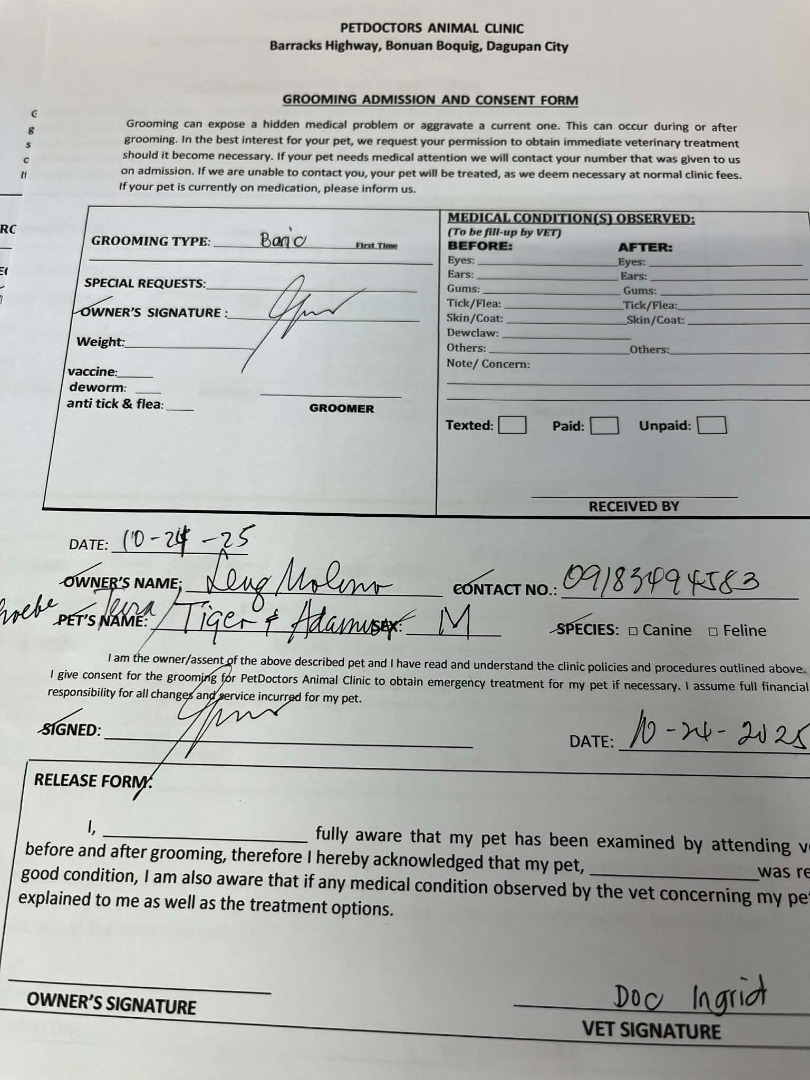 PETDOCTORS ANIMAL CLINIC
Barracks Highway, Bonuan Boquig, Dagupan City
GROOMING ADMISSION AND CONSENT FORM
Grooming can expose a hidden medical problem or aggravate a current one. This can occur during or after
grooming. In the best interest for your pet, we request your permission to obtain immediate veterinary treatment
should it become necessary. If your pet needs medical attention we will contact your number that was given to us
on admission. If we are unable to contact you, your pet will be treated, as we deem necessary at normal clinic fees.
If your pet is currently on medication, please inform us.
GROOMING TYPE: Basic First Time
SPECIAL REQUESTS:
OWNER'S SIGNATURE :
Weight:
vaccine:
deworm:
anti tick & flea:
GROOMER
MEDICAL CONDITION(S) OBSERVED:
(To be fill-up by VET)
BEFORE: AFTER:
Eyes: Eyes:
Ears: Ears:
Gums: Gums:
Tick/Flea: Tick/Flea:
Skin/Coat: Skin/Coat:
Dewclaw:
Others: Others:
Note/ Concern:
Texted: Paid: Unpaid:
RECEIVED BY
DATE: 10-24-25
OWNER'S NAME: Leng Molino CONTACT NO.: 09183494583
PET'S NAME: Tiger & SEX: M SPECIES: Canine Feline
I am the owner/assent of the above described pet and I have read and understand the clinic policies and procedures outlined above.
I give consent for the grooming for PetDoctors Animal Clinic to obtain emergency treatment for my pet if necessary. I assume full financial
responsibility for all changes and service incurred for my pet.
SIGNED: DATE: 10-24-2025
RELEASE FORM:
I, fully aware that my pet has been examined by attending
before and after grooming, therefore I hereby acknowledged that my pet, was re
good condition, I am also aware that if any medical condition observed by the vet concerning my pe
explained to me as well as the treatment options.
OWNER'S SIGNATURE
Doc Ingrid
VET SIGNATURE